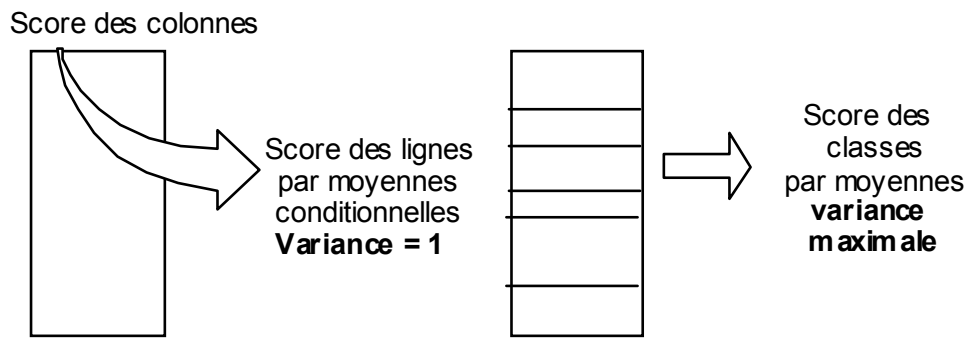 Score des colonnes
Score des lignes
par moyennes
conditionnelles
Variance = 1
Score des
classes
par moyennes
variance
maximale